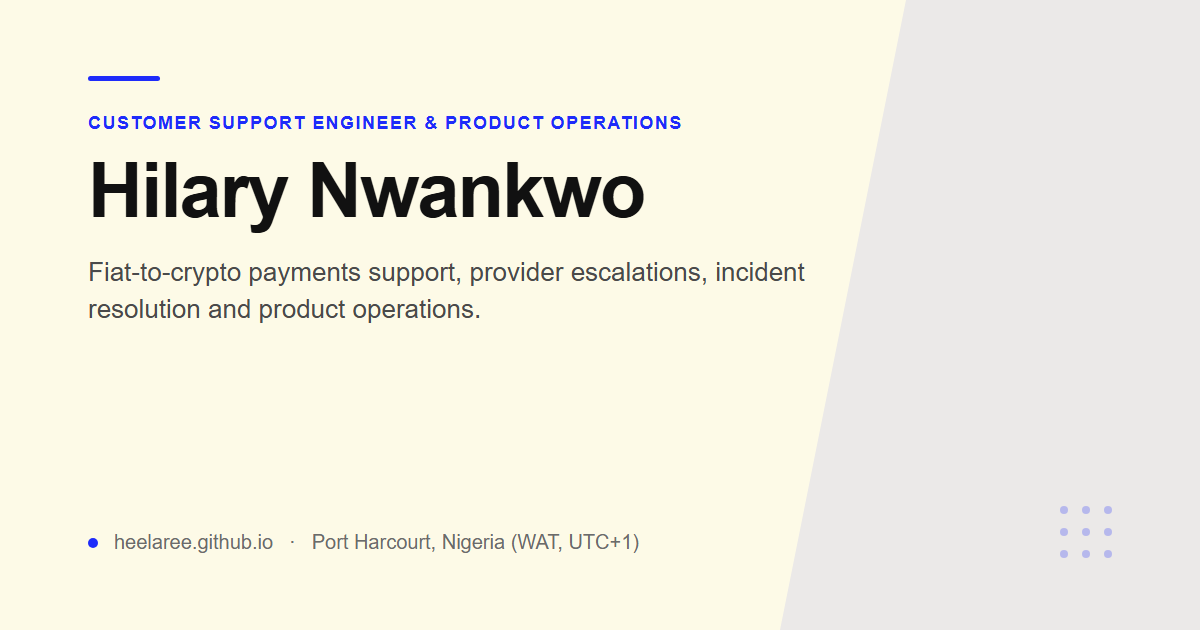 CUSTOMER SUPPORT ENGINEER & PRODUCT OPERATIONS
Hilary Nwankwo
Fiat-to-crypto payments support, provider escalations, incident
resolution and product operations.
heelaree.github.io · Port Harcourt, Nigeria (WAT, UTC+1)